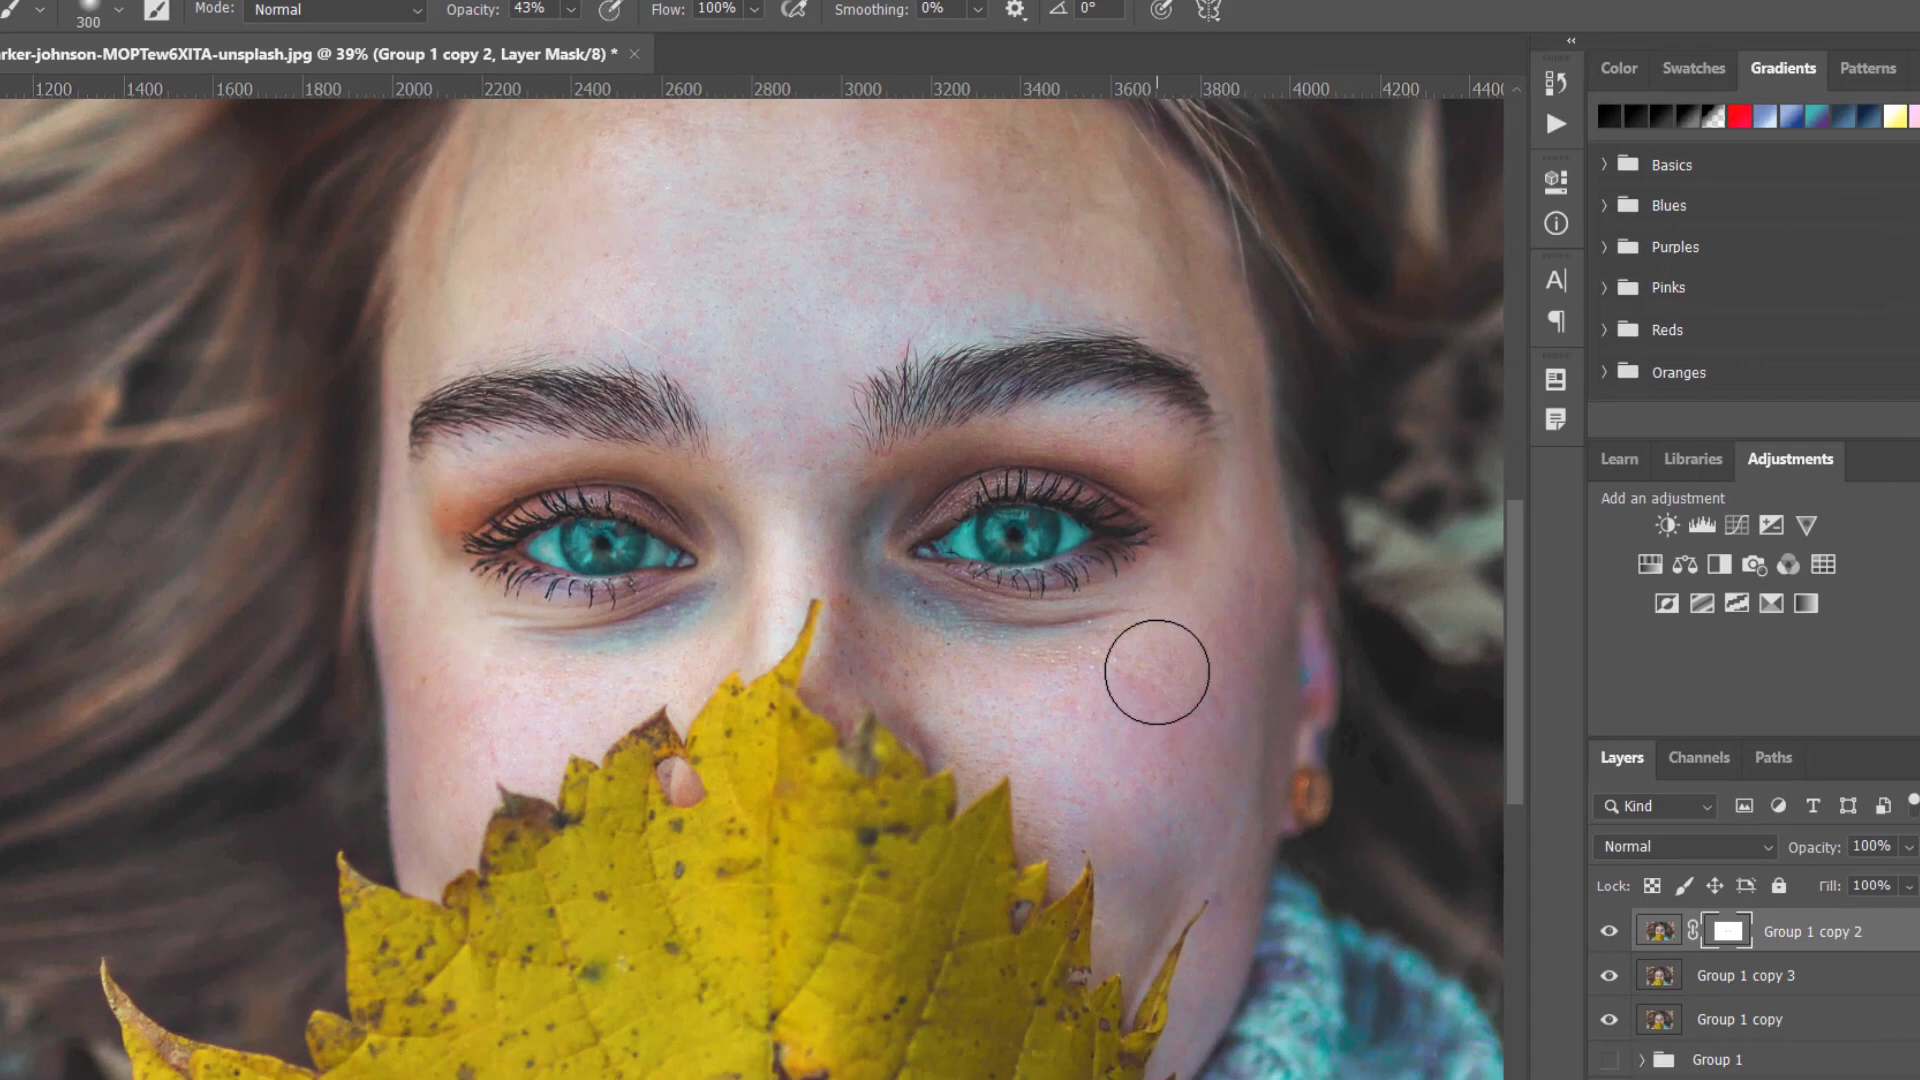 Mode: Normal Opacity: 43% Flow: 100% Smoothing: 0% 0°
300
rker-johnson-MOPTew6XITA-unsplash.jpg @ 39% (Group 1 copy 2, Layer Mask/8) *
1200 1400 1600 1800 2000 2200 2400 2600 2800 3000 3200 3400 3600 3800 4000 4200 4400
Color Swatches Gradients Patterns
Basics
Blues
Purples
Pinks
Reds
Oranges
Learn Libraries Adjustments
Add an adjustment
Layers Channels Paths
Kind
Normal Opacity: 100%
Lock: Fill: 100%
Group 1 copy 2
Group 1 copy 3
Group 1 copy
Group 1